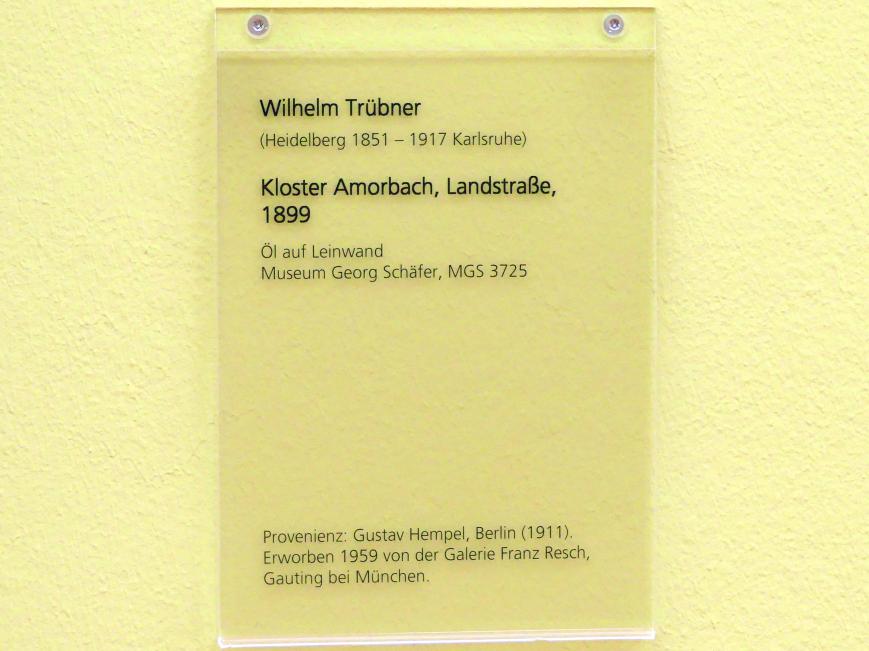 Wilhelm Trübner
(Heidelberg 1851 – 1917 Karlsruhe)
Kloster Amorbach, Landstraße,
1899
Öl auf Leinwand
Museum Georg Schäfer, MGS 3725
Provenienz: Gustav Hempel, Berlin (1911).
Erworben 1959 von der Galerie Franz Resch,
Gauting bei München.